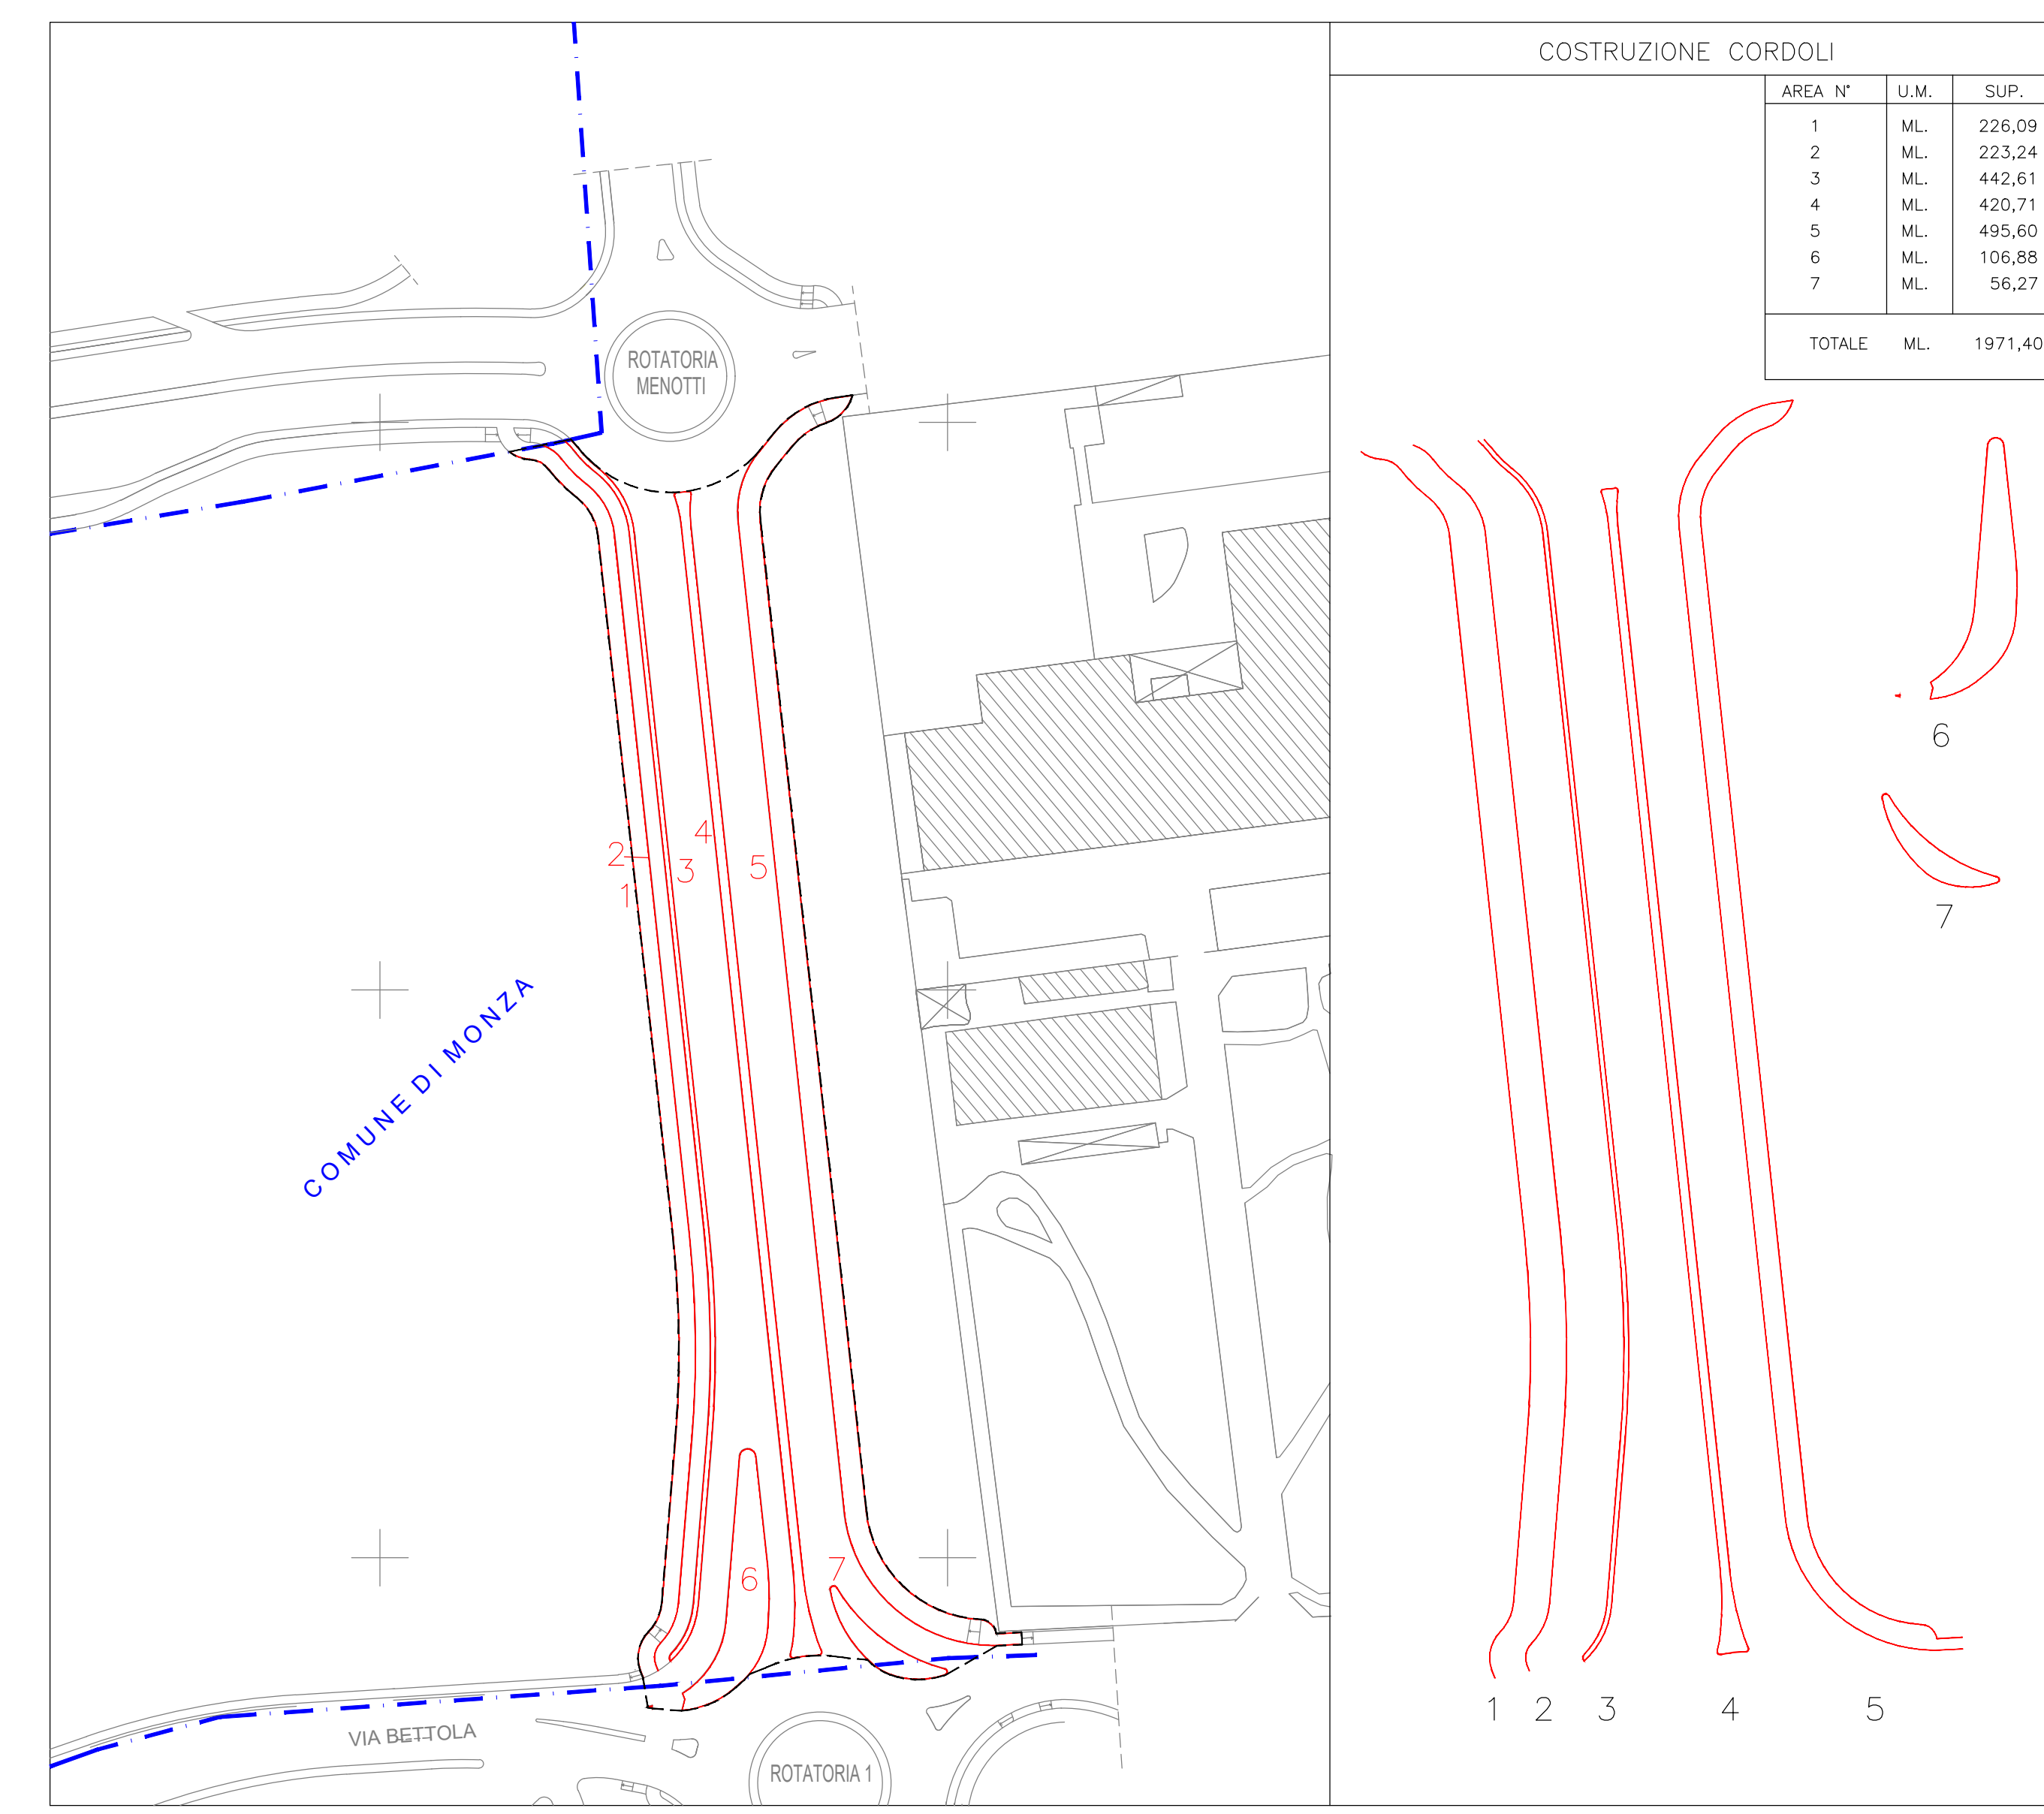 COSTRUZIONE CORDOLI
AREA N° U.M. SUP.
1 ML. 226,09
2 ML. 223,24
3 ML. 442,61
4 ML. 420,71
5 ML. 495,60
6 ML. 106,88
7 ML. 56,27
TOTALE ML. 1971,40
ROTATORIA
MENOTTI
4
2
3
5
1
COMUNE DI MONZA
6
7
VIA BETTOLA
ROTATORIA 1
6
7
1 2 3 4 5